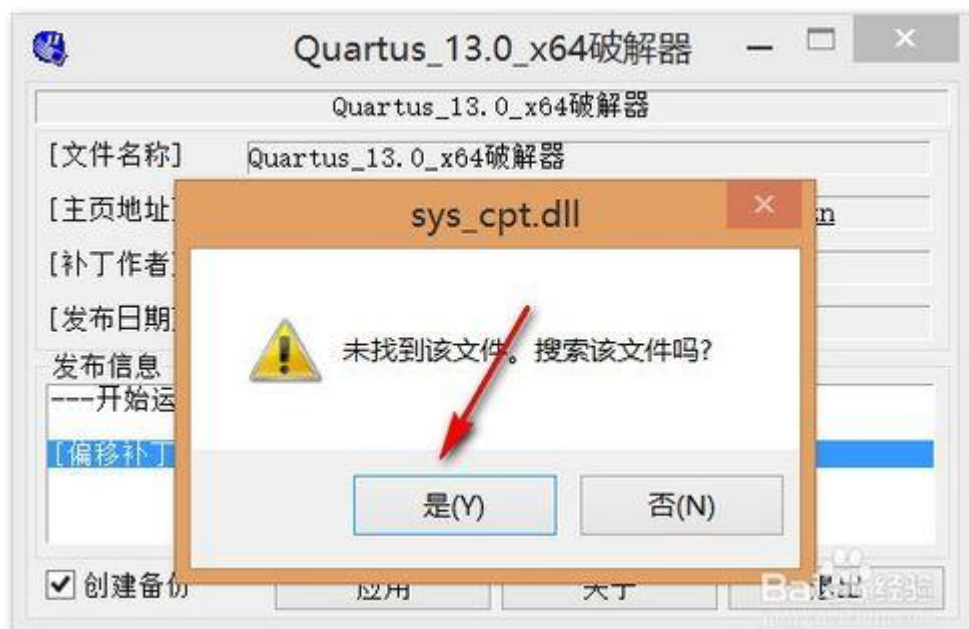 Quartus_13.0_x64破解器
Quartus_13.0_x64破解器
[文件名称] Quartus_13.0_x64破解器
[主页地址]
sys_cpt.dll
[补丁作者]
[发布日期]
未找到该文件。搜索该文件吗?
发布信息
---开始运
[偏移补丁
是(Y) 否(N)
创建备份 应用 关于 退出
Bai 经验